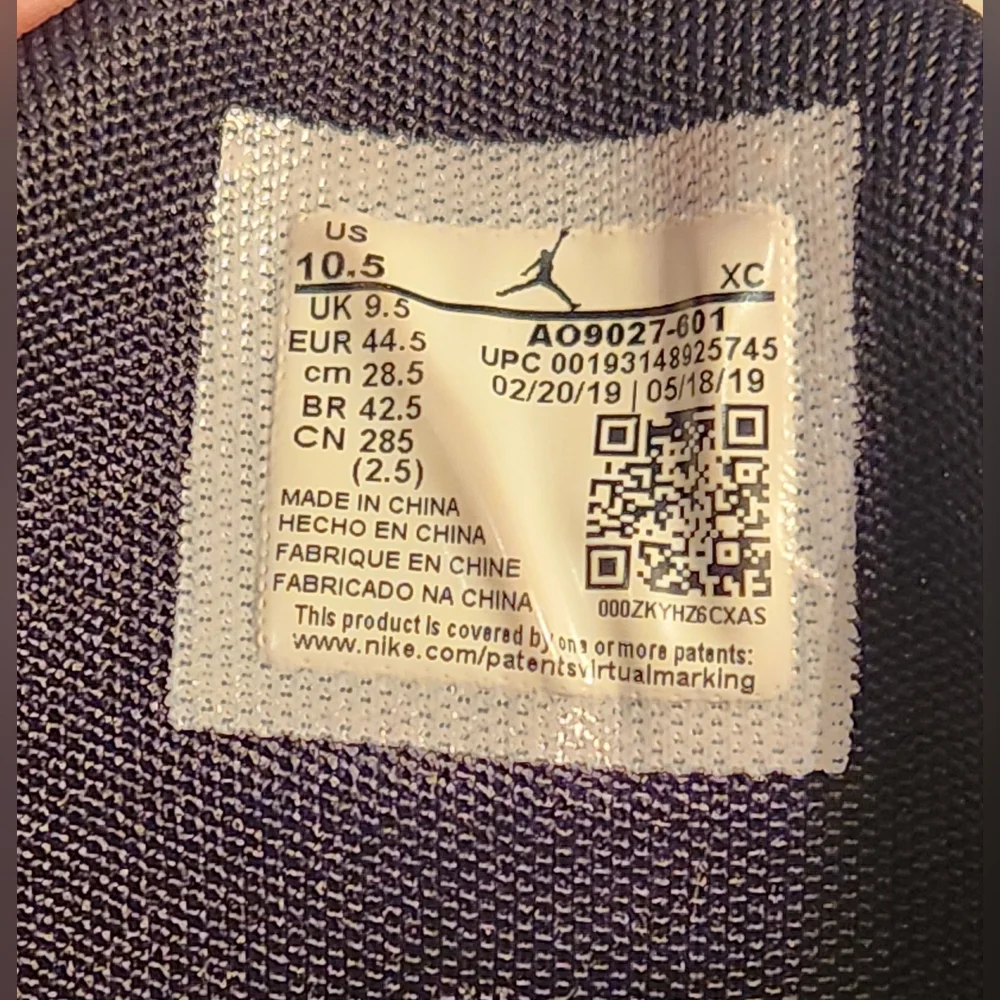 US
10.5
XC
UK 9.5
EUR 44.5
cm 28.5
BR 42.5
CN 285
(2.5)
AO9027-601
UPC 00193148925745
02/20/19 | 05/18/19
MADE IN CHINA
HECHO EN CHINA
FABRIQUE EN CHINE
FABRICADO NA CHINA
000ZKYHZ6CXAS
This product is covered by one or more patents:
www.nike.com/patentsvirtualmarking